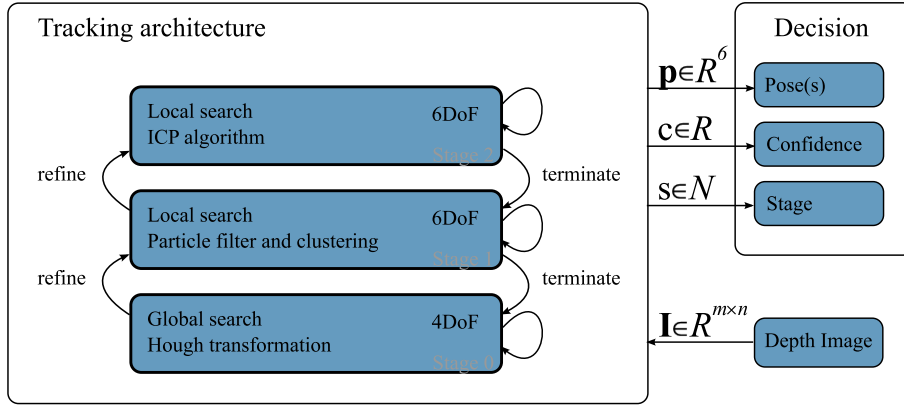 Tracking architecture
Local search 6DoF
ICP algorithm
Stage 2
refine
terminate
Local search 6DoF
Particle filter and clustering
Stage 1
refine
terminate
Global search 4DoF
Hough transformation
Stage 0
p∈R⁶
c∈R
s∈N
I∈Rᵐ˟ⁿ
Decision
Pose(s)
Confidence
Stage
Depth Image